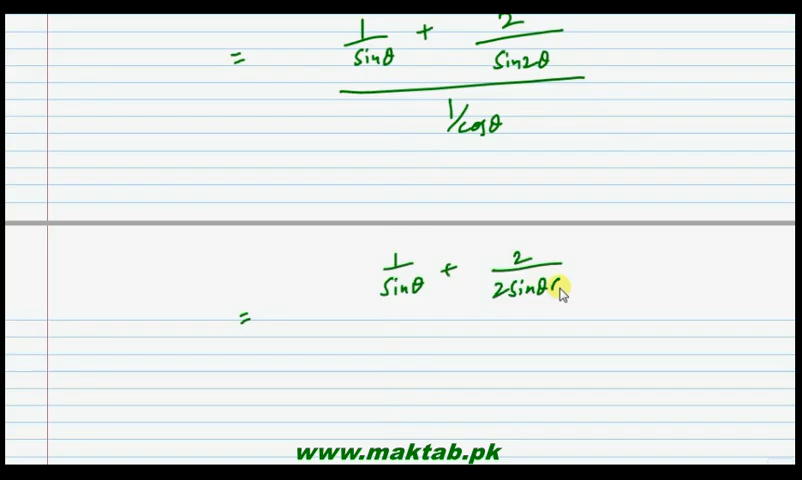 = 1/sinθ + 2/sin2θ
1/cosθ
= 1/sinθ + 2/2sinθ
www.maktab.pk